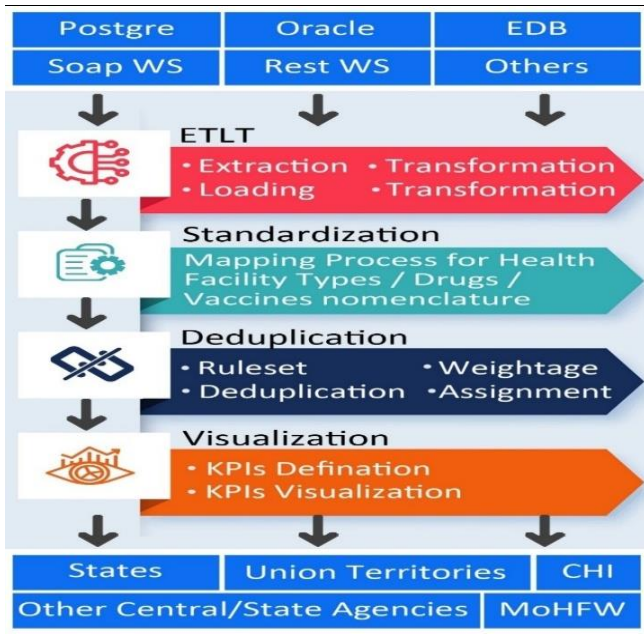 Postgre Oracle EDB
Soap WS Rest WS Others
ETLT
• Extraction • Transformation
• Loading • Transformation
Standardization
Mapping Process for Health
Facility Types / Drugs /
Vaccines nomenclature
Deduplication
• Ruleset • Weightage
• Deduplication • Assignment
Visualization
• KPIs Defination
• KPIs Visualization
States Union Territories CHI
Other Central/State Agencies MoHFW